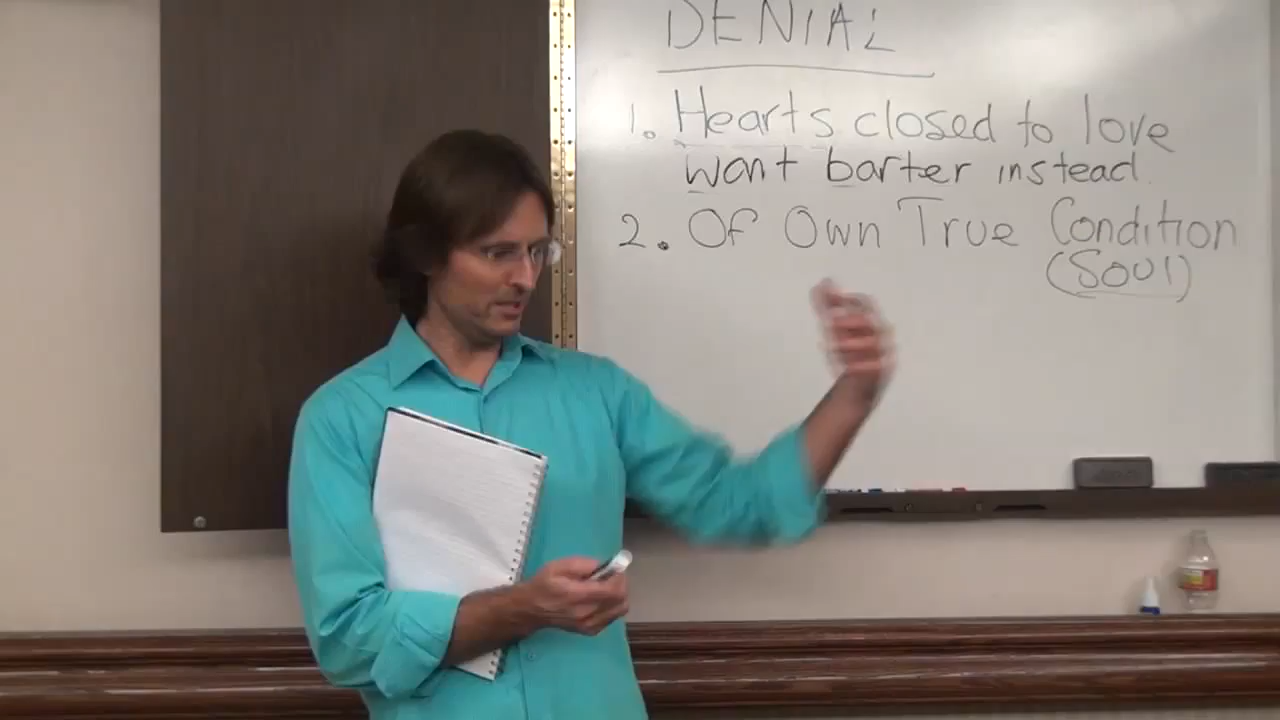 DENIAL
1. Hearts closed to love
want barter instead.
2. Of Own True Condition
(Soul)